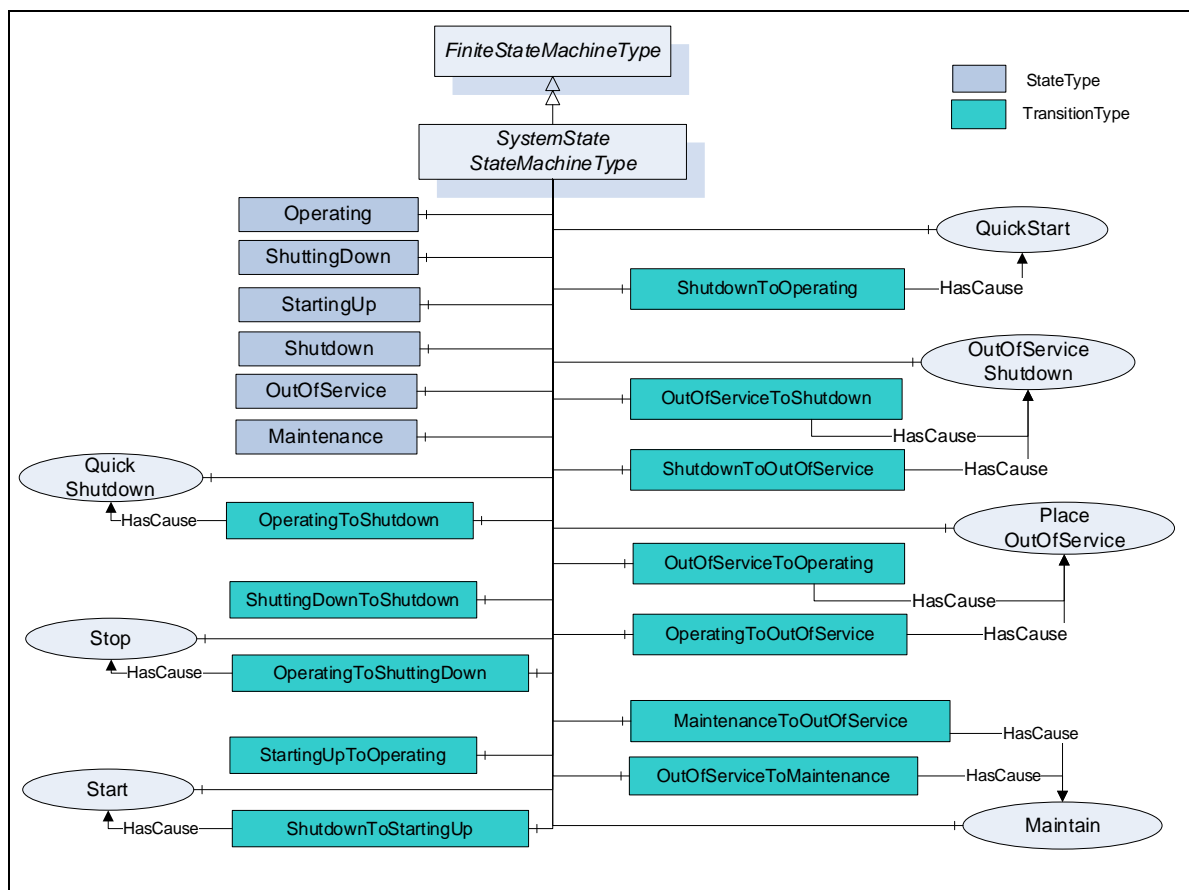 FiniteStateMachineType
StateType
TransitionType
SystemState
StateMachineType
Operating
QuickStart
ShuttingDown
ShutdownToOperating
HasCause
StartingUp
Shutdown
OutOfService
Shutdown
OutOfService
OutOfServiceToShutdown
HasCause
Maintenance
Quick
Shutdown
ShutdownToOutOfService
HasCause
HasCause
OperatingToShutdown
Place
OutOfService
OutOfServiceToOperating
HasCause
ShuttingDownToShutdown
Stop
OperatingToOutOfService
HasCause
HasCause
OperatingToShuttingDown
MaintenanceToOutOfService
HasCause
StartingUpToOperating
OutOfServiceToMaintenance
HasCause
Start
HasCause
ShutdownToStartingUp
Maintain